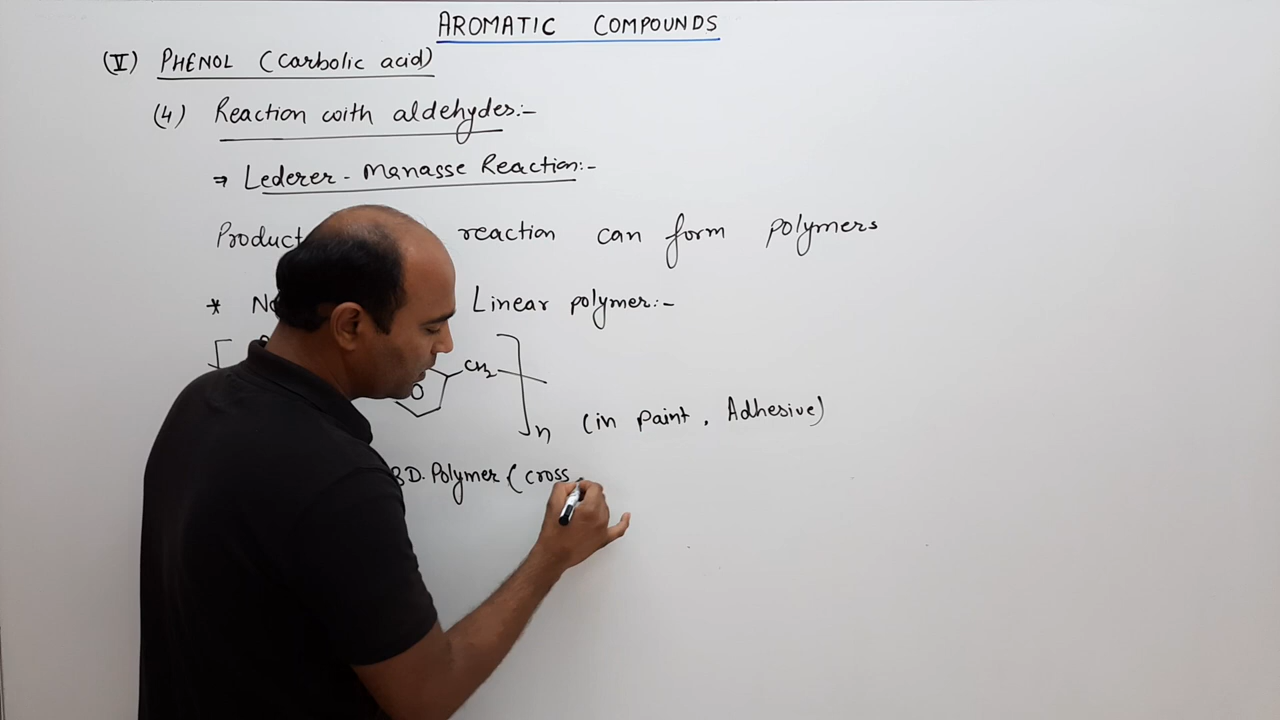 AROMATIC COMPOUNDS
(V) PHENOL (Carbolic acid)
(4) Reaction with aldehydes:-
⇒ Lederer - Manasse Reaction:-
Product reaction can form polymers
* Linear polymer:-
CH2
n (in paint, Adhesive)
3D. Polymer (cross